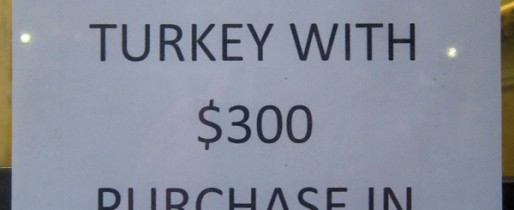 TURKEY WITH
$300
PURCHASE IN